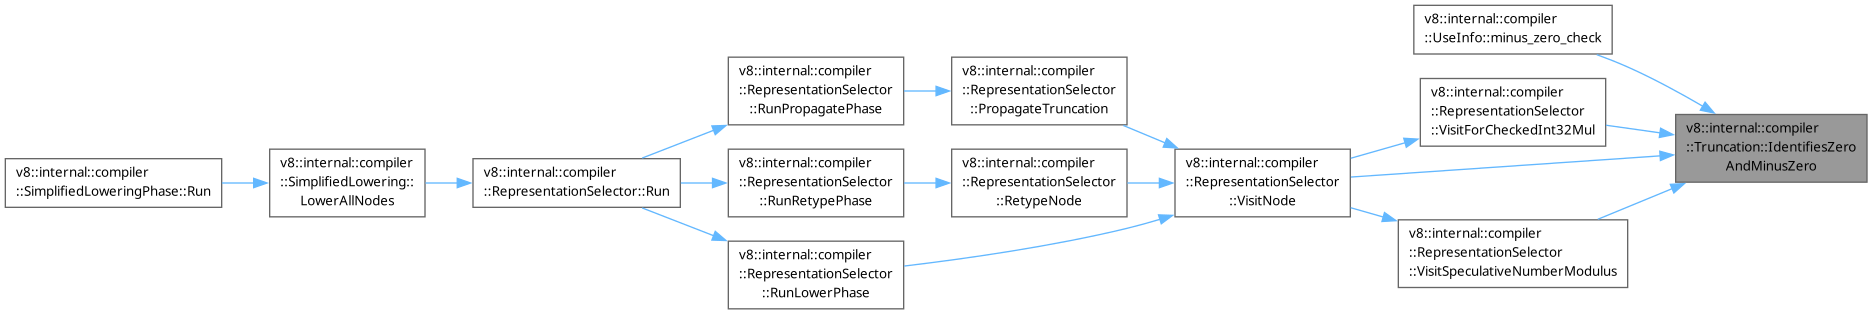 v8::internal::compiler
::SimplifiedLoweringPhase::Run
v8::internal::compiler
::SimplifiedLowering::
LowerAllNodes
v8::internal::compiler
::RepresentationSelector::Run
v8::internal::compiler
::RepresentationSelector
::RunPropagatePhase
v8::internal::compiler
::RepresentationSelector
::RunRetypePhase
v8::internal::compiler
::RepresentationSelector
::RunLowerPhase
v8::internal::compiler
::RepresentationSelector
::PropagateTruncation
v8::internal::compiler
::RepresentationSelector
::RetypeNode
v8::internal::compiler
::RepresentationSelector
::VisitNode
v8::internal::compiler
::UseInfo::minus_zero_check
v8::internal::compiler
::RepresentationSelector
::VisitForCheckedInt32Mul
v8::internal::compiler
::RepresentationSelector
::VisitSpeculativeNumberModulus
v8::internal::compiler
::Truncation::IdentifiesZero
AndMinusZero